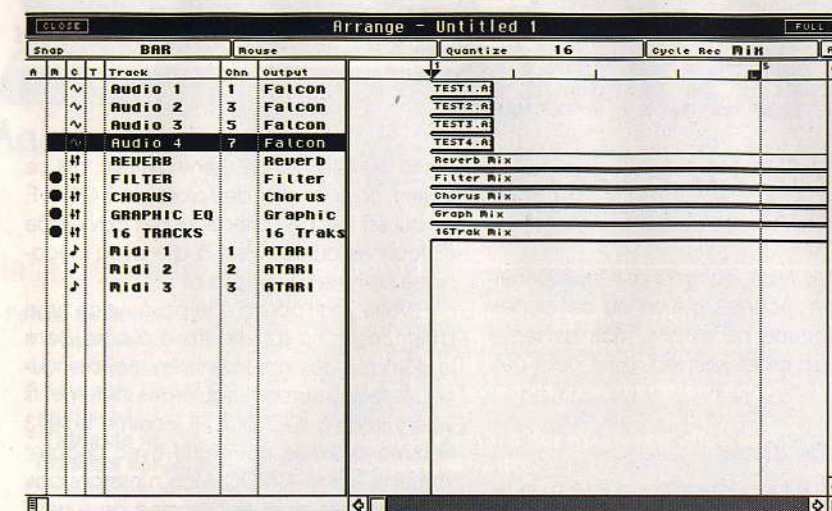 CLOSE Arrange - Untitled 1 FULL
Snap BAR Mouse Quantize 16 Cycle Rec MIX
A M C T Track Chn Output 1 5
Audio 1 1 Falcon TEST1.A
Audio 2 3 Falcon TEST2.A
Audio 3 5 Falcon TEST3.A
Audio 4 7 Falcon TEST4.A
REVERB Reverb Reverb Mix
FILTER Filter Filter Mix
CHORUS Chorus Chorus Mix
GRAPHIC EQ Graphic Graph Mix
16 TRACKS 16 Traks 16Trak Mix
Midi 1 1 ATARI
Midi 2 2 ATARI
Midi 3 3 ATARI